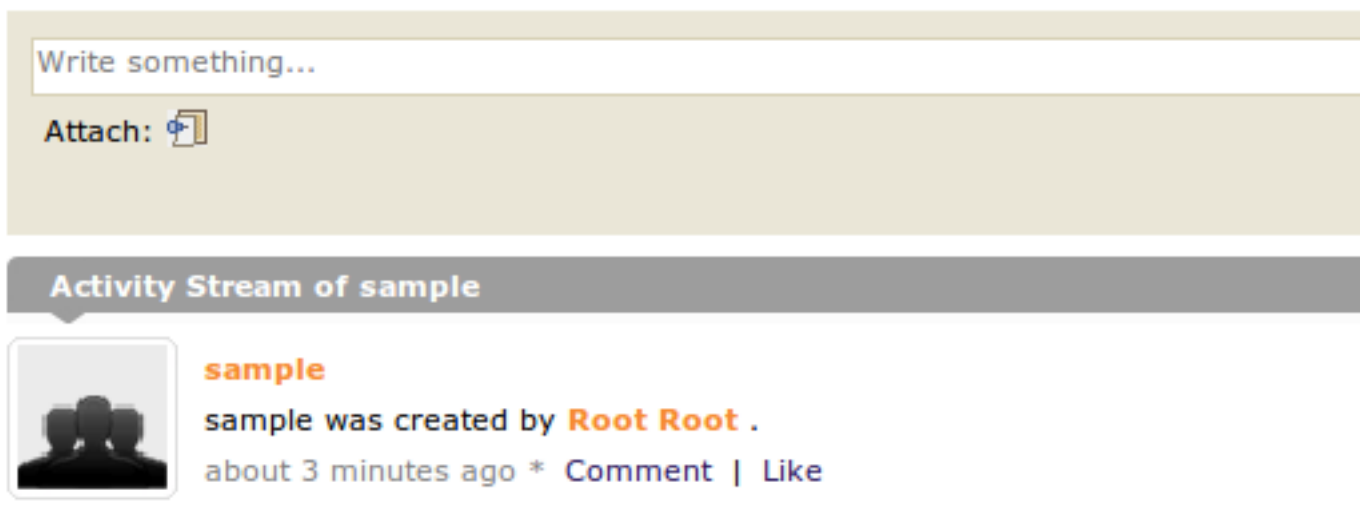 Write something...
Attach:
Activity Stream of sample
sample
sample was created by Root Root .
about 3 minutes ago * Comment | Like